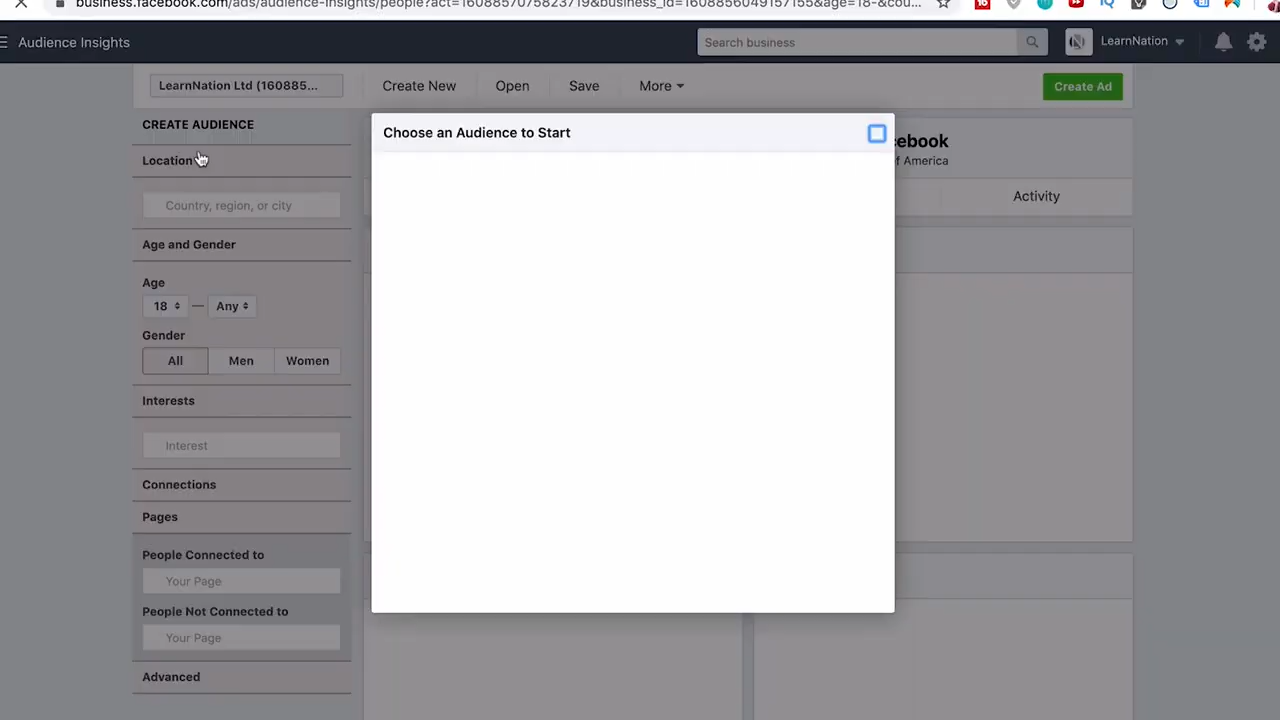 business.facebook.com/ads/audience-insights/people?act=1608857075823719&business_id=1608856049157155&age=18-&cou...
Audience Insights
Search business
LearnNation
LearnNation Ltd (160885...
Create New
Open
Save
More
Create Ad
CREATE AUDIENCE
Choose an Audience to Start
cebook
of America
Location
Country, region, or city
Activity
Age and Gender
Age
18 — Any
Gender
All
Men
Women
Interests
Interest
Connections
Pages
People Connected to
Your Page
People Not Connected to
Your Page
Advanced